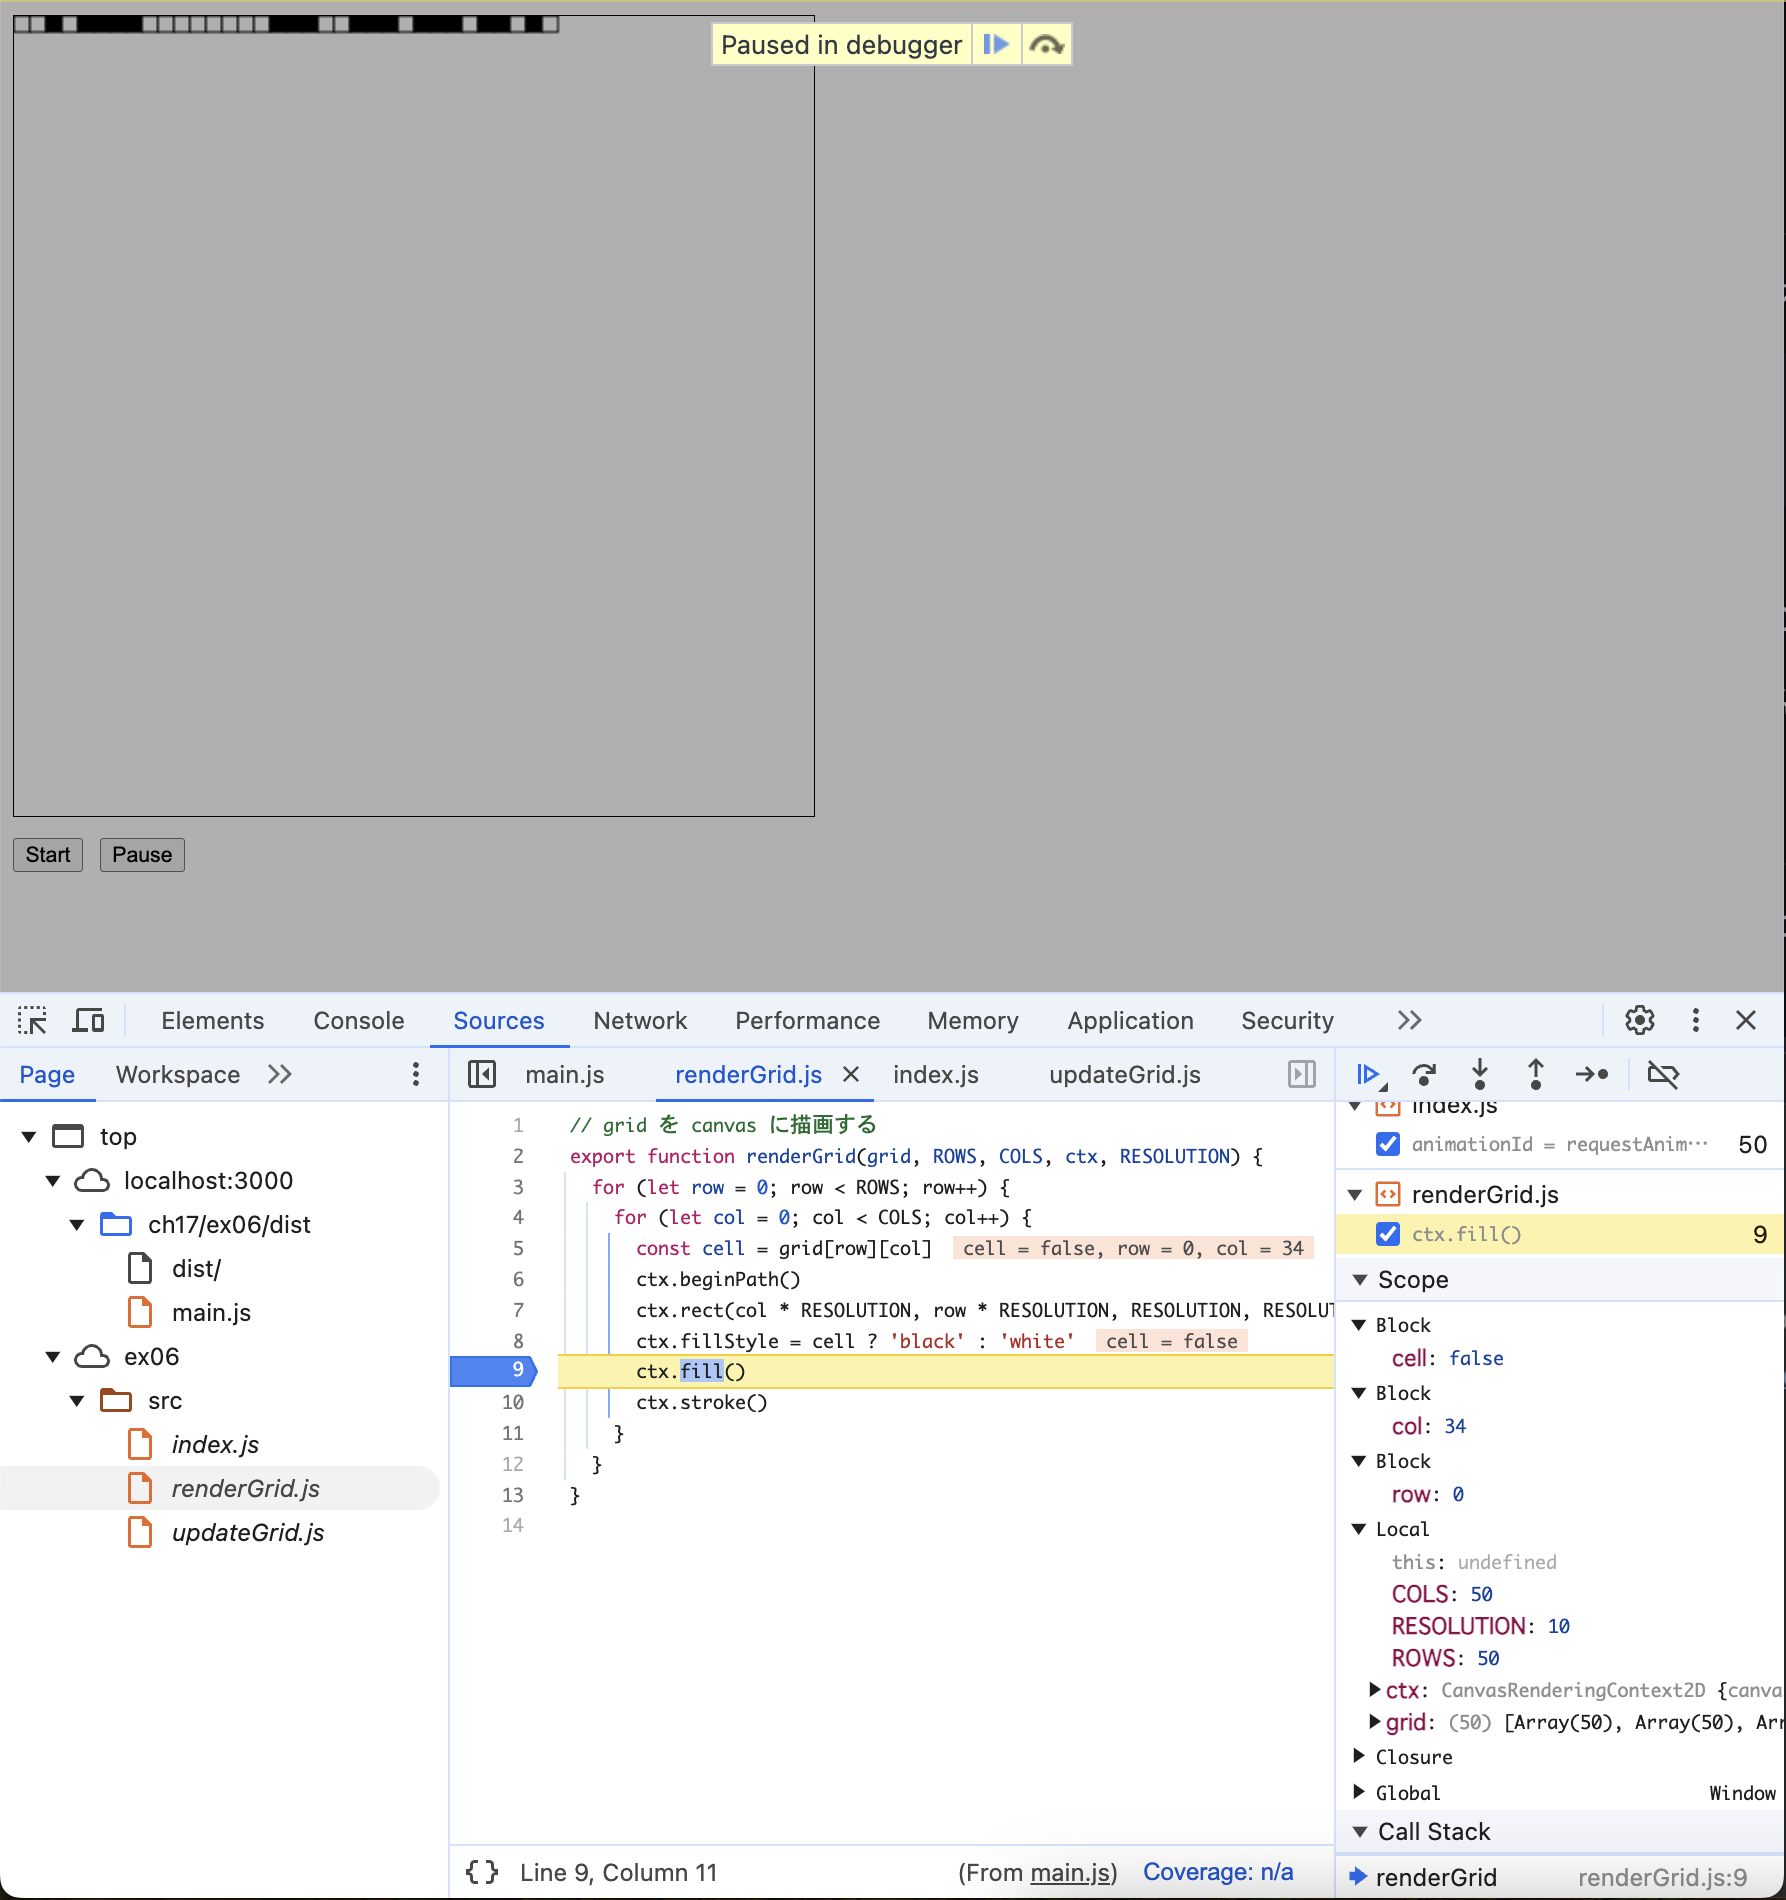 Paused in debugger
Start Pause
Elements Console Sources Network Performance Memory Application Security
Page Workspace
main.js renderGrid.js index.js updateGrid.js
top
localhost:3000
ch17/ex06/dist
dist/
main.js
ex06
src
index.js
renderGrid.js
updateGrid.js
1 // grid を canvas に描画する
2 export function renderGrid(grid, ROWS, COLS, ctx, RESOLUTION) {
3 for (let row = 0; row < ROWS; row++) {
4 for (let col = 0; col < COLS; col++) {
5 const cell = grid[row][col] cell = false, row = 0, col = 34
6 ctx.beginPath()
7 ctx.rect(col * RESOLUTION, row * RESOLUTION, RESOLUTION, RESOLUT
8 ctx.fillStyle = cell ? 'black' : 'white' cell = false
9 ctx.fill()
10 ctx.stroke()
11 }
12 }
13 }
14
{} Line 9, Column 11 (From main.js) Coverage: n/a
index.js
animationId = requestAnim… 50
renderGrid.js
ctx.fill() 9
Scope
Block
cell: false
Block
col: 34
Block
row: 0
Local
this: undefined
COLS: 50
RESOLUTION: 10
ROWS: 50
ctx: CanvasRenderingContext2D {canva
grid: (50) [Array(50), Array(50), Arr
Closure
Global Window
Call Stack
renderGrid renderGrid.js:9